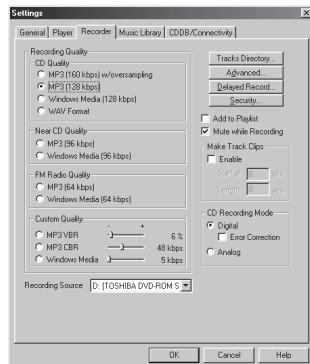 Settings
General Player Recorder Music Library CDDB/Connectivity
Recording Quality
CD Quality
MP3 (160 kbps) w/oversampling
MP3 (128 kbps)
Windows Media (128 kbps)
WAV Format
Near CD Quality
MP3 (96 kbps)
Windows Media (96 kbps)
FM Radio Quality
MP3 (64 kbps)
Windows Media (64 kbps)
Custom Quality
- +
MP3 VBR 6 %
MP3 CBR 48 kbps
Windows Media 5 kbps
Recording Source D: [TOSHIBA DVD-ROM S
Tracks Directory...
Advanced...
Delayed Record...
Security...
Add to Playlist
Mute while Recording
Make Track Clips
Enable
Start at 0 sec
Length 0 sec
CD Recording Mode
Digital
Error Correction
Analog
OK Cancel Help